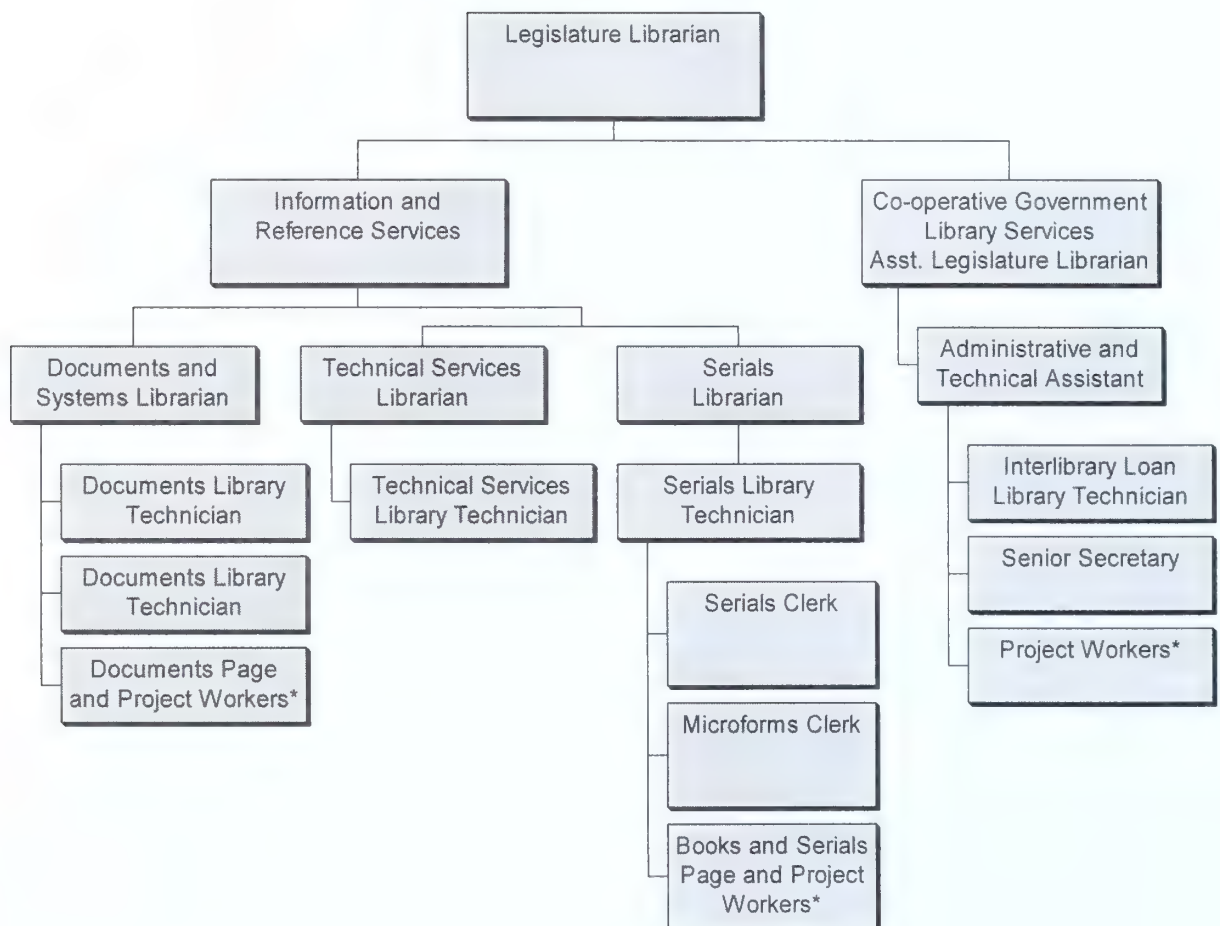 Legislature Librarian
Information and
Reference Services
Co-operative Government
Library Services
Asst. Legislature Librarian
Documents and
Systems Librarian
Technical Services
Librarian
Serials
Librarian
Administrative and
Technical Assistant
Documents Library
Technician
Technical Services
Library Technician
Serials Library
Technician
Interlibrary Loan
Library Technician
Documents Library
Technician
Serials Clerk
Senior Secretary
Documents Page
and Project Workers*
Microforms Clerk
Project Workers*
Books and Serials
Page and Project
Workers*